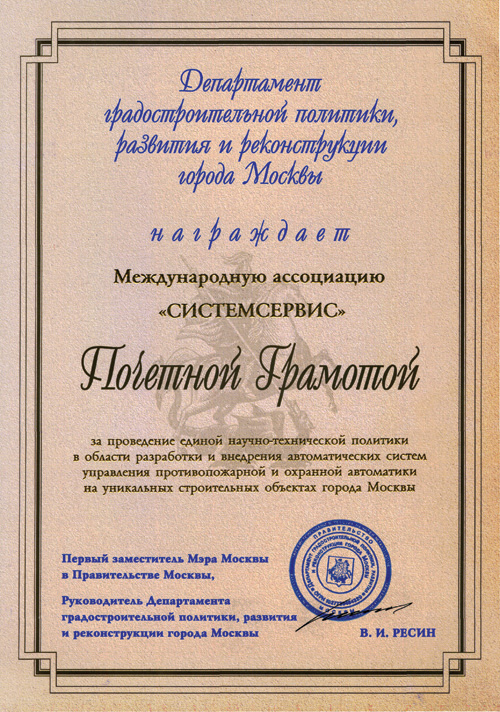 Департамент
градостроительной политики,
развития и реконструкции
города Москвы
награждает
Международную ассоциацию
«СИСТЕМСЕРВИС»
Почетной Грамотой
за проведение единой научно-технической политики
в области разработки и внедрения автоматических систем
управления противопожарной и охранной автоматики
на уникальных строительных объектах города Москвы
Первый заместитель Мэра Москвы
в Правительстве Москвы,
Руководитель Департамента
градостроительной политики, развития
и реконструкции города Москвы
В. И. РЕСИН
ПРАВИТЕЛЬСТВО